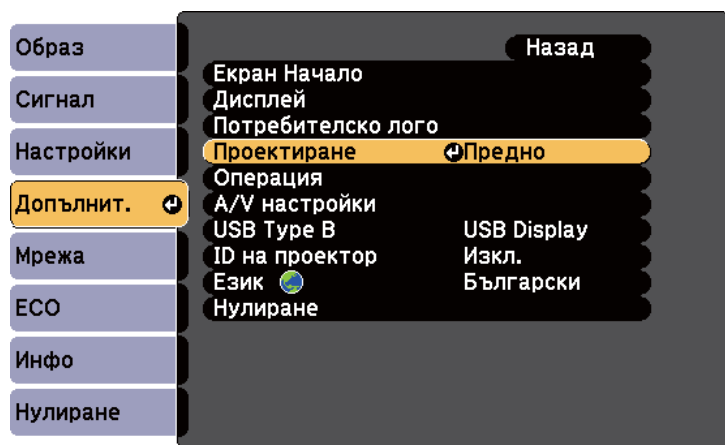 Образ
Сигнал
Настройки
Допълнит.
Мрежа
ECO
Инфо
Нулиране
Назад
Екран Начало
Дисплей
Потребителско лого
Проектиране Предно
Операция
A/V настройки
USB Type B USB Display
ID на проектор Изкл.
Език Български
Нулиране